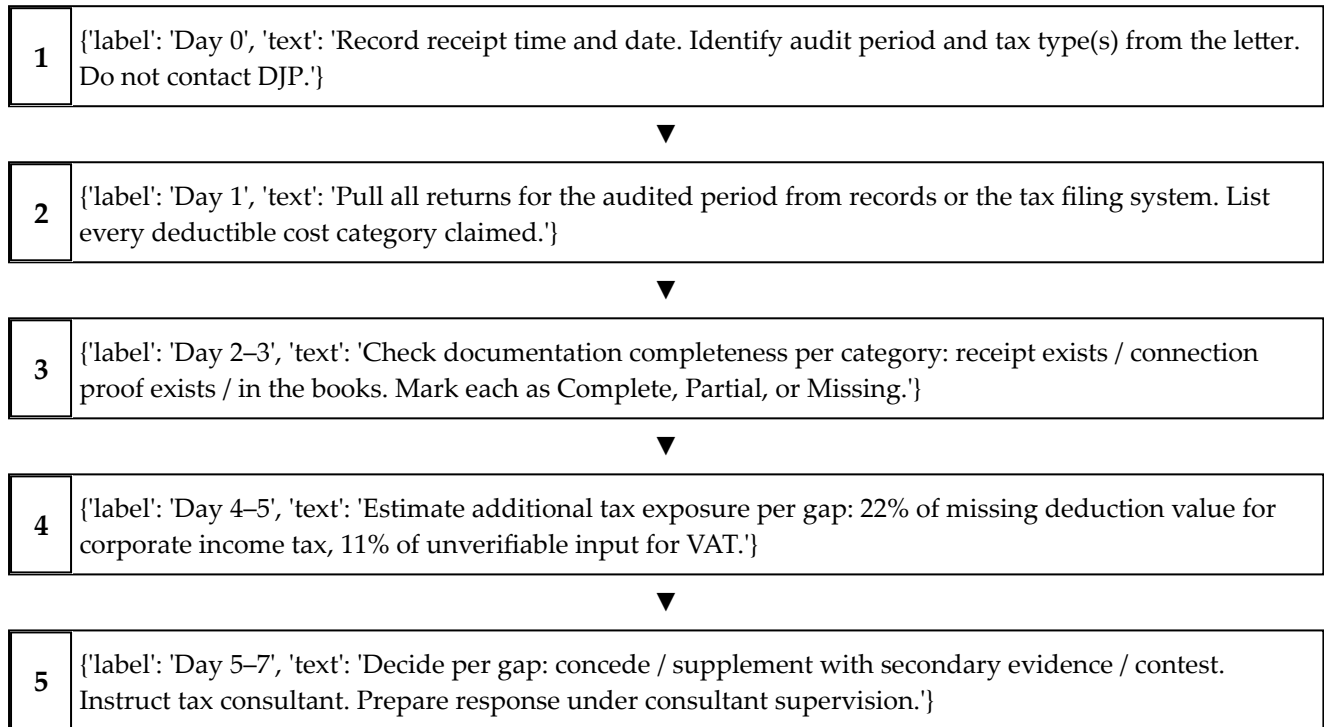 1
{'label': 'Day 0', 'text': 'Record receipt time and date. Identify audit period and tax type(s) from the letter.
Do not contact DJP.'}
▼
2
{'label': 'Day 1', 'text': 'Pull all returns for the audited period from records or the tax filing system. List
every deductible cost category claimed.'}
▼
3
{'label': 'Day 2–3', 'text': 'Check documentation completeness per category: receipt exists / connection
proof exists / in the books. Mark each as Complete, Partial, or Missing.'}
▼
4
{'label': 'Day 4–5', 'text': 'Estimate additional tax exposure per gap: 22% of missing deduction value for
corporate income tax, 11% of unverifiable input for VAT.'}
▼
5
{'label': 'Day 5–7', 'text': 'Decide per gap: concede / supplement with secondary evidence / contest.
Instruct tax consultant. Prepare response under consultant supervision.'}